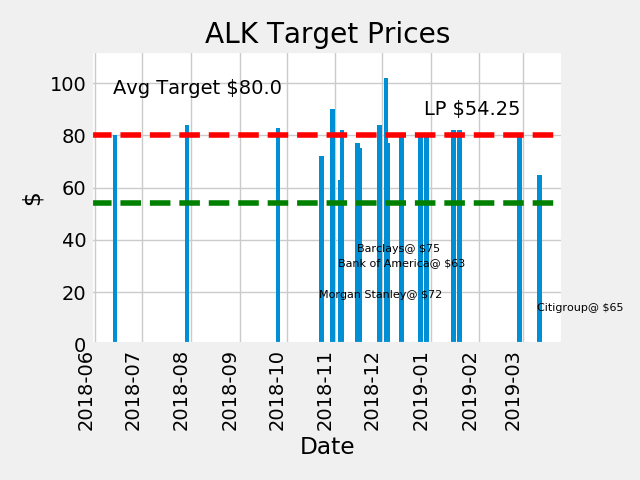 ALK Target Prices
Avg Target $80.0
LP $54.25
100
80
60
40
20
0
$
Barclays@ $75
Bank of America@ $63
Morgan Stanley@ $72
Citigroup@ $65
2018-06
2018-07
2018-08
2018-09
2018-10
2018-11
2018-12
2019-01
2019-02
2019-03
Date